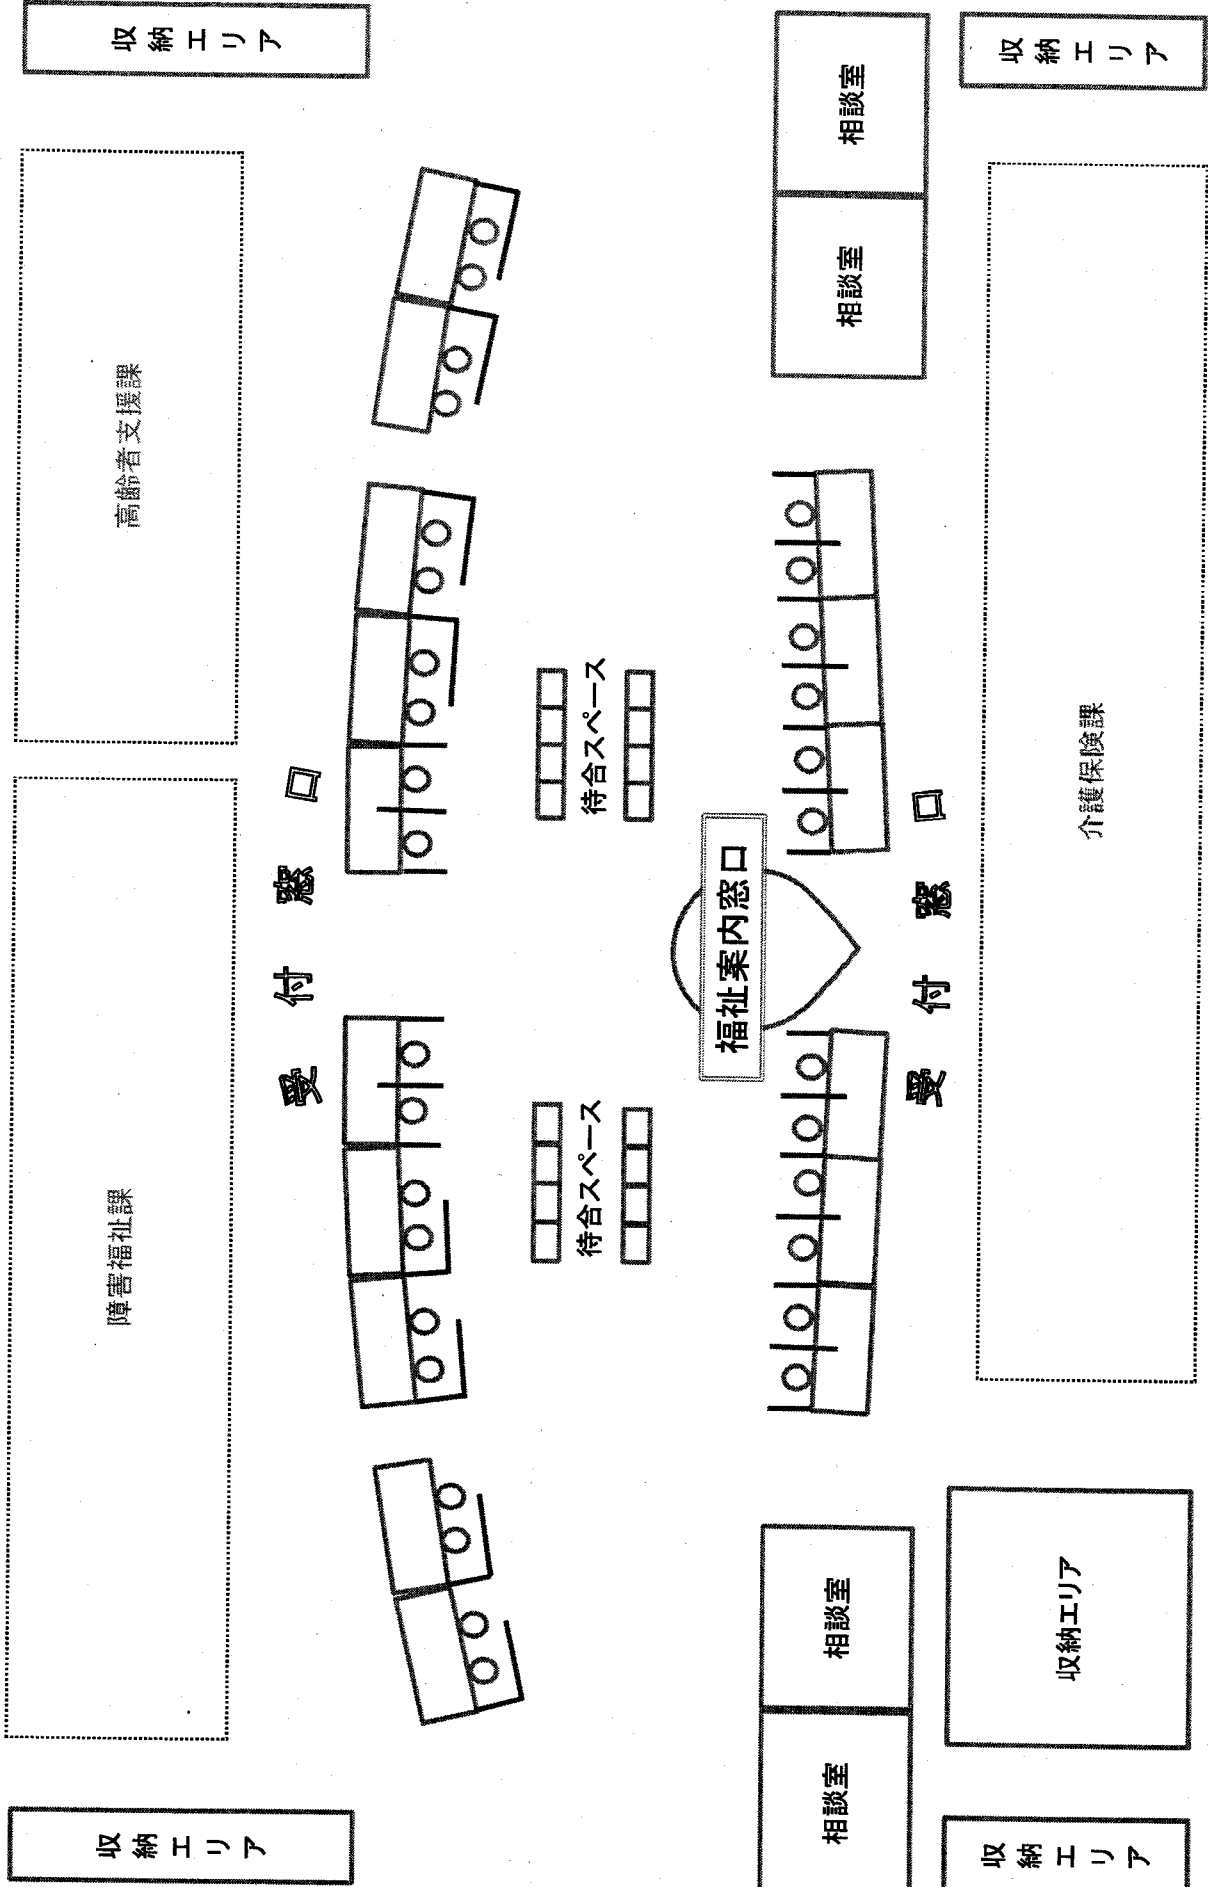 収納エリア
障害福祉課
高齢者支援課
収納エリア
受付窓口
待合スペース
待合スペース
福祉案内窓口
相談室
相談室
相談室
相談室
受付窓口
収納エリア
収納エリア
介護保険課
収納エリア